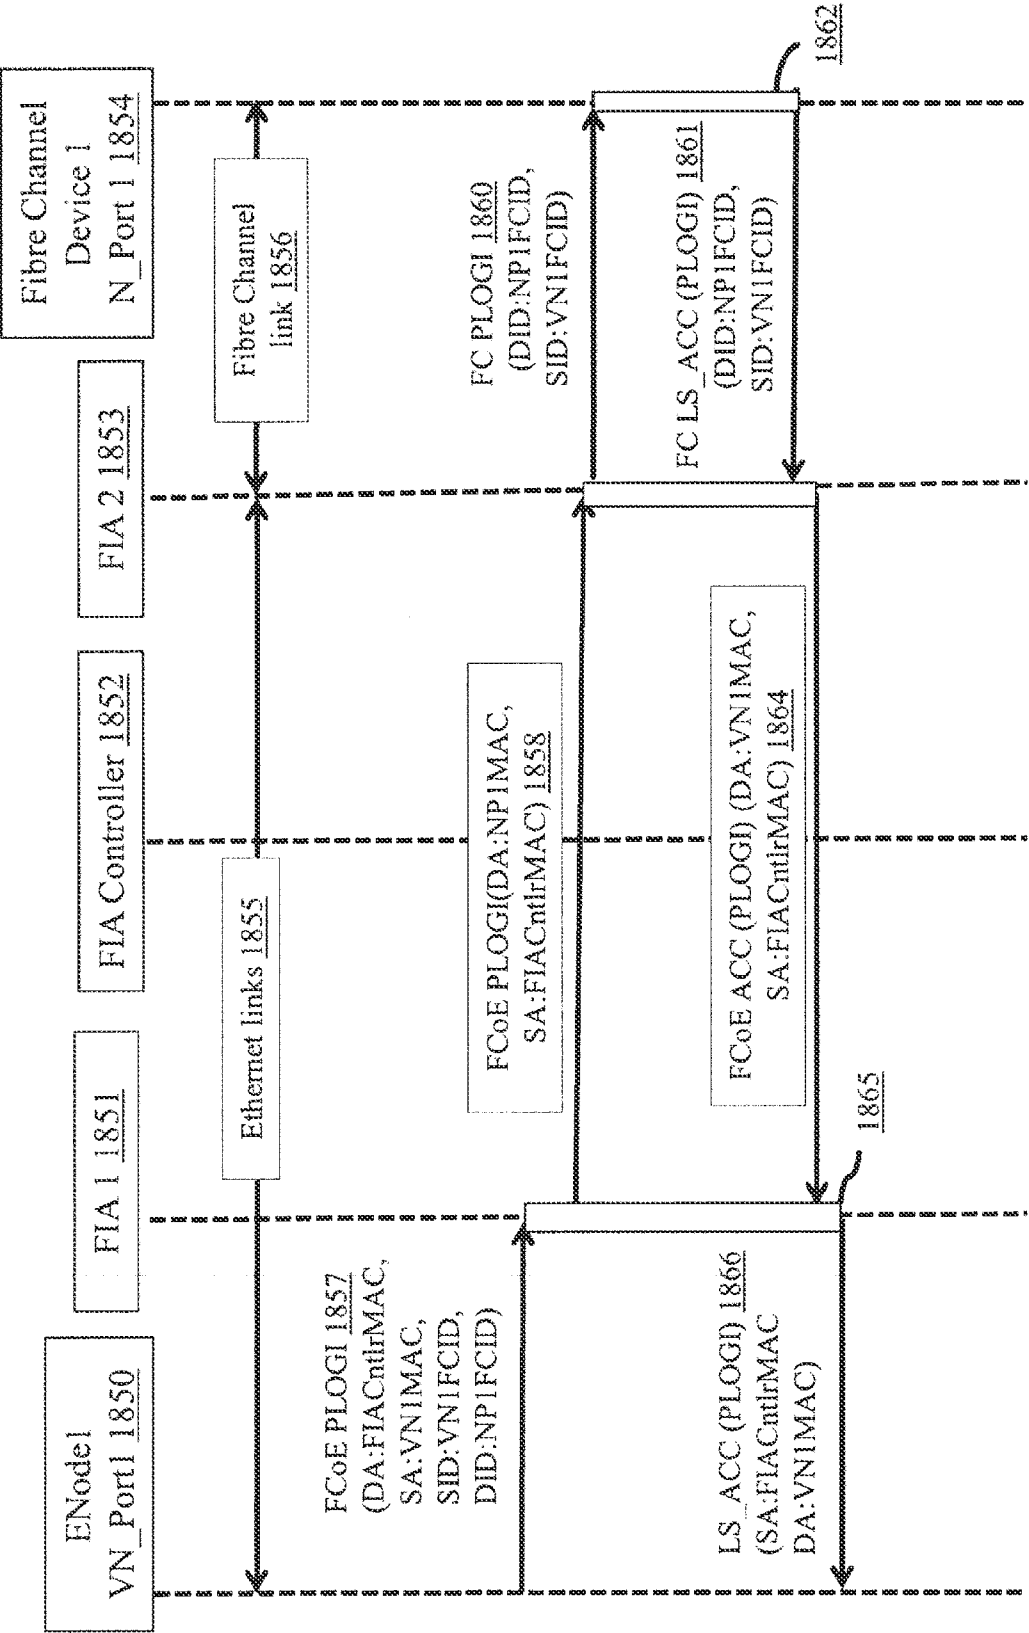 ENode1
VN_Port1 1850
FIA 1 1851
FIA Controller 1852
FIA 2 1853
Fibre Channel
Device 1
N_Port 1 1854
Ethernet links 1855
Fibre Channel
link 1856
FCoE PLOGI 1857
(DA:FIACntlrMAC,
SA:VN1MAC,
SID:VN1FCID,
DID:NP1FCID)
FCoE PLOGI(DA:NP1MAC,
SA:FIACntlrMAC) 1858
FC PLOGI 1860
(DID:NP1FCID,
SID:VN1FCID)
1862
FC LS_ACC (PLOGI) 1861
(DID:NP1FCID,
SID:VN1FCID)
FCoE ACC (PLOGI) (DA:VN1MAC,
SA:FIACntlrMAC) 1864
1865
LS_ACC (PLOGI) 1866
(SA:FIACntlrMAC
DA:VN1MAC)